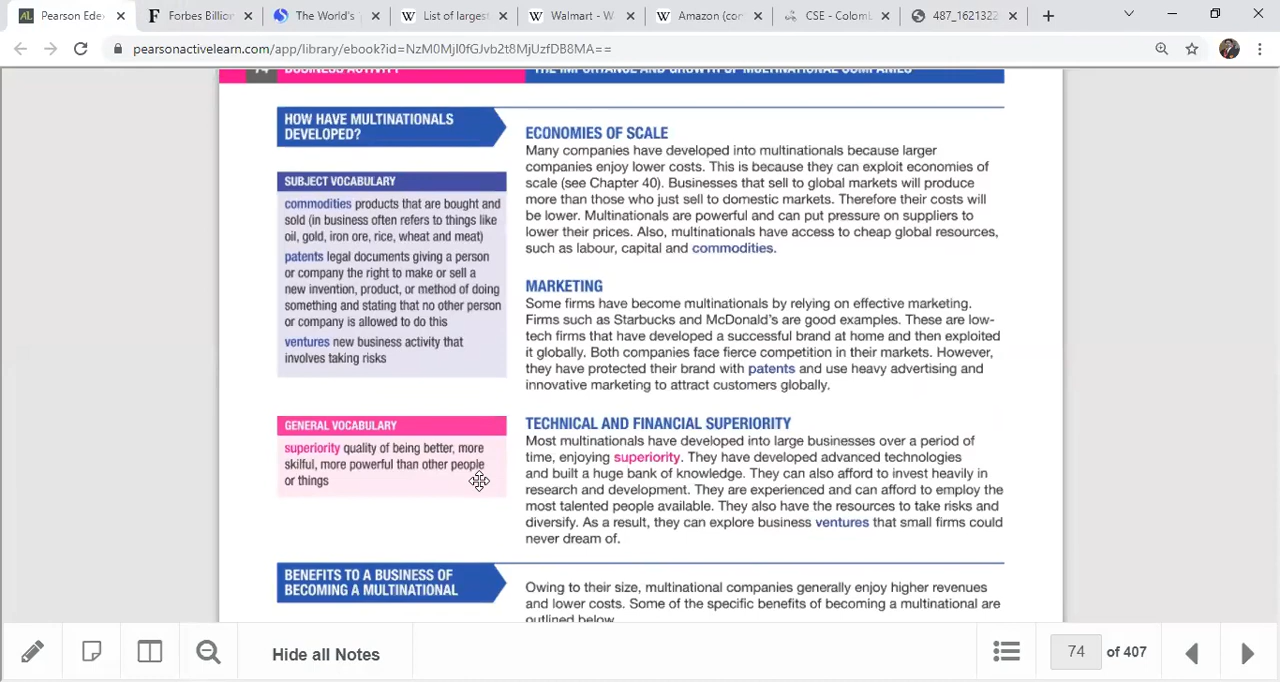 Pearson Ede
Forbes Billion
The World's
List of larges
Walmart - W
Amazon (co
CSE - Colom
487_1621322
pearsonactivelearn.com/app/library/ebook?id=NzM0MjI0fGJvb2t8MjUzfDB8MA==
74 BUSINESS ACTIVITY THE IMPORTANCE AND GROWTH OF MULTINATIONAL COMPANIES
HOW HAVE MULTINATIONALS
DEVELOPED?
SUBJECT VOCABULARY
commodities products that are bought and
sold (in business often refers to things like
oil, gold, iron ore, rice, wheat and meat)
patents legal documents giving a person
or company the right to make or sell a
new invention, product, or method of doing
something and stating that no other person
or company is allowed to do this
ventures new business activity that
involves taking risks
GENERAL VOCABULARY
superiority quality of being better, more
skilful, more powerful than other people
or things
ECONOMIES OF SCALE
Many companies have developed into multinationals because larger
companies enjoy lower costs. This is because they can exploit economies of
scale (see Chapter 40). Businesses that sell to global markets will produce
more than those who just sell to domestic markets. Therefore their costs will
be lower. Multinationals are powerful and can put pressure on suppliers to
lower their prices. Also, multinationals have access to cheap global resources,
such as labour, capital and commodities.
MARKETING
Some firms have become multinationals by relying on effective marketing.
Firms such as Starbucks and McDonald's are good examples. These are low-
tech firms that have developed a successful brand at home and then exploited
it globally. Both companies face fierce competition in their markets. However,
they have protected their brand with patents and use heavy advertising and
innovative marketing to attract customers globally.
TECHNICAL AND FINANCIAL SUPERIORITY
Most multinationals have developed into large businesses over a period of
time, enjoying superiority. They have developed advanced technologies
and built a huge bank of knowledge. They can also afford to invest heavily in
research and development. They are experienced and can afford to employ the
most talented people available. They also have the resources to take risks and
diversify. As a result, they can explore business ventures that small firms could
never dream of.
BENEFITS TO A BUSINESS OF
BECOMING A MULTINATIONAL
Owing to their size, multinational companies generally enjoy higher revenues
and lower costs. Some of the specific benefits of becoming a multinational are
outlined below.
Hide all Notes
74 of 407